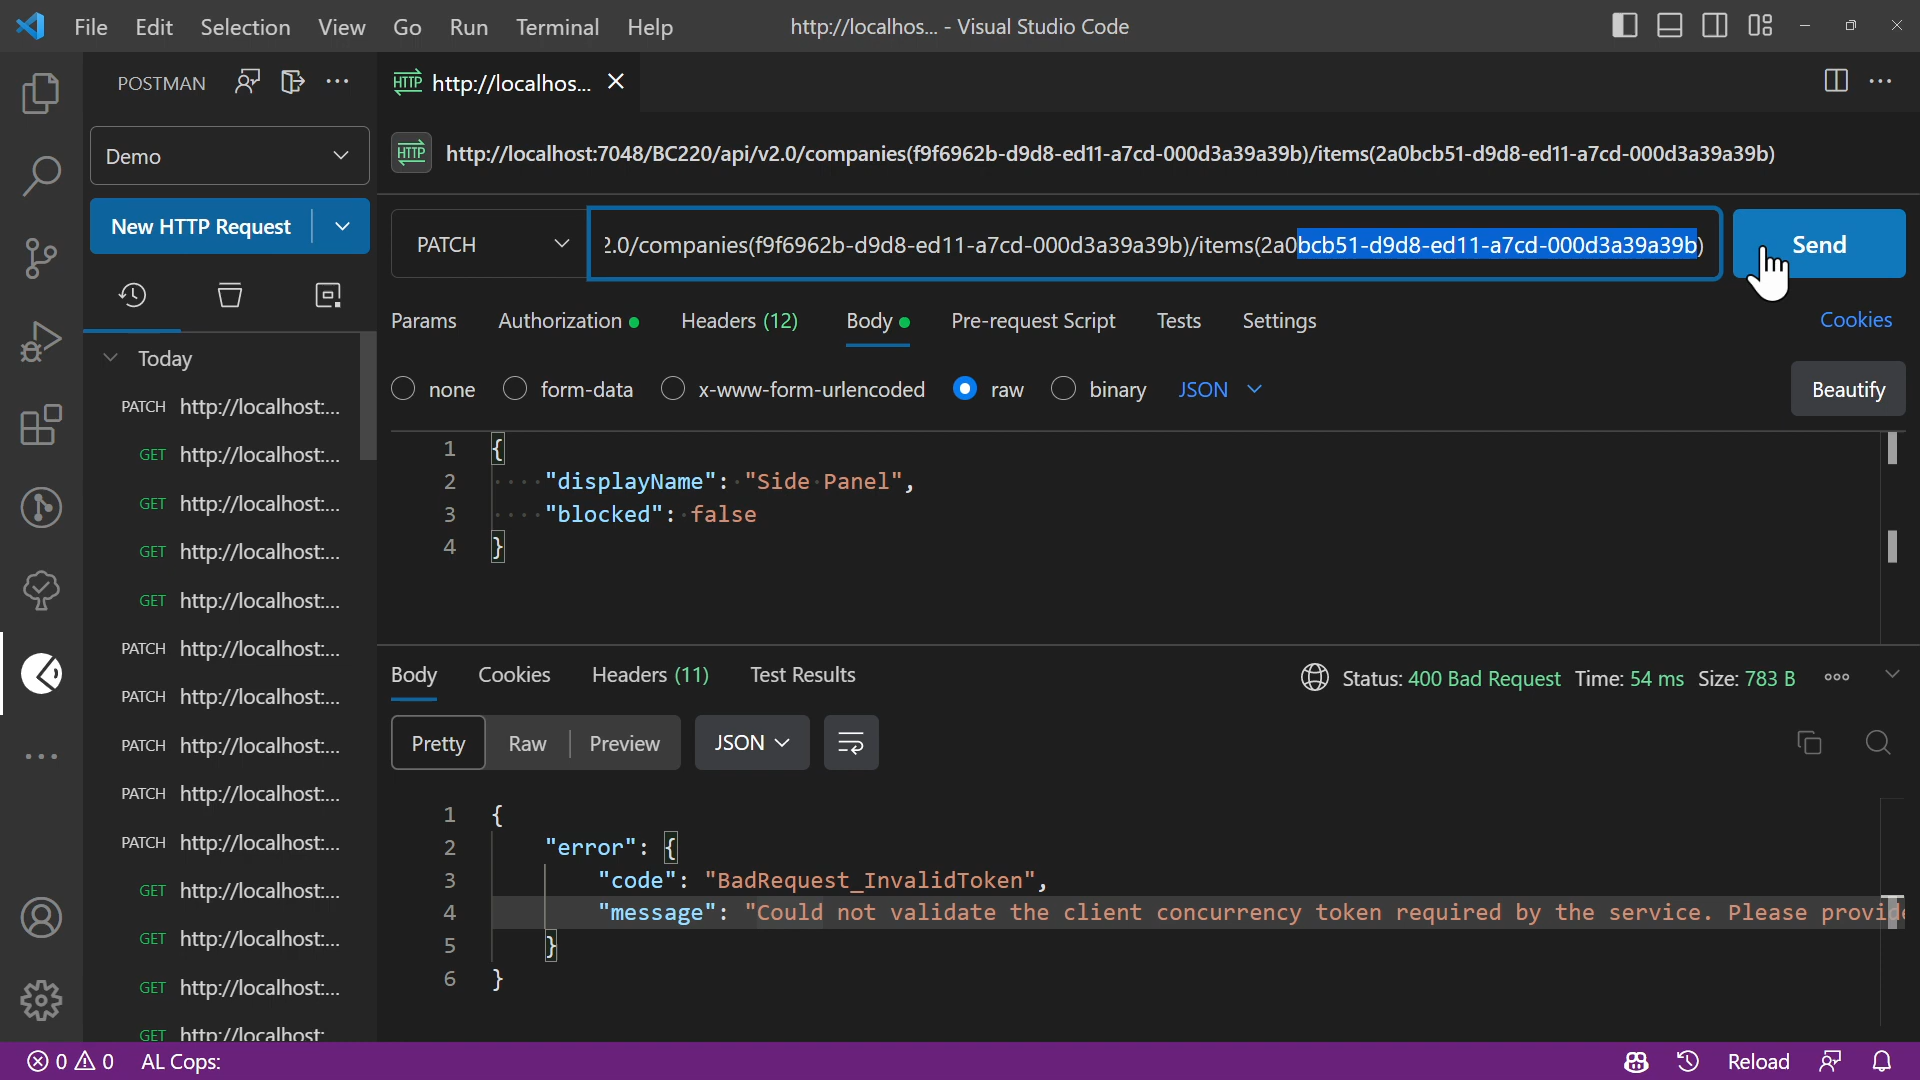 File Edit Selection View Go Run Terminal Help
http://localhos... - Visual Studio Code
POSTMAN
HTTP http://localhos...
Demo
HTTP http://localhost:7048/BC220/api/v2.0/companies(f9f6962b-d9d8-ed11-a7cd-000d3a39a39b)/items(2a0bcb51-d9d8-ed11-a7cd-000d3a39a39b)
New HTTP Request
PATCH 2.0/companies(f9f6962b-d9d8-ed11-a7cd-000d3a39a39b)/items(2a0bcb51-d9d8-ed11-a7cd-000d3a39a39b) Send
Params Authorization Headers (12) Body Pre-request Script Tests Settings Cookies
none form-data x-www-form-urlencoded raw binary JSON Beautify
Today
PATCH http://localhost:...
GET http://localhost:...
GET http://localhost:...
GET http://localhost:...
GET http://localhost:...
PATCH http://localhost:...
PATCH http://localhost:...
PATCH http://localhost:...
PATCH http://localhost:...
PATCH http://localhost:...
GET http://localhost:...
GET http://localhost:...
GET http://localhost:...
GET http://localhost:
1 {
2 "displayName": "Side Panel",
3 "blocked": false
4 }
Body Cookies Headers (11) Test Results Status: 400 Bad Request Time: 54 ms Size: 783 B
Pretty Raw Preview JSON
1 {
2 "error": {
3 "code": "BadRequest_InvalidToken",
4 "message": "Could not validate the client concurrency token required by the service. Please provide
5 }
6 }
0 0 AL Cops: Reload